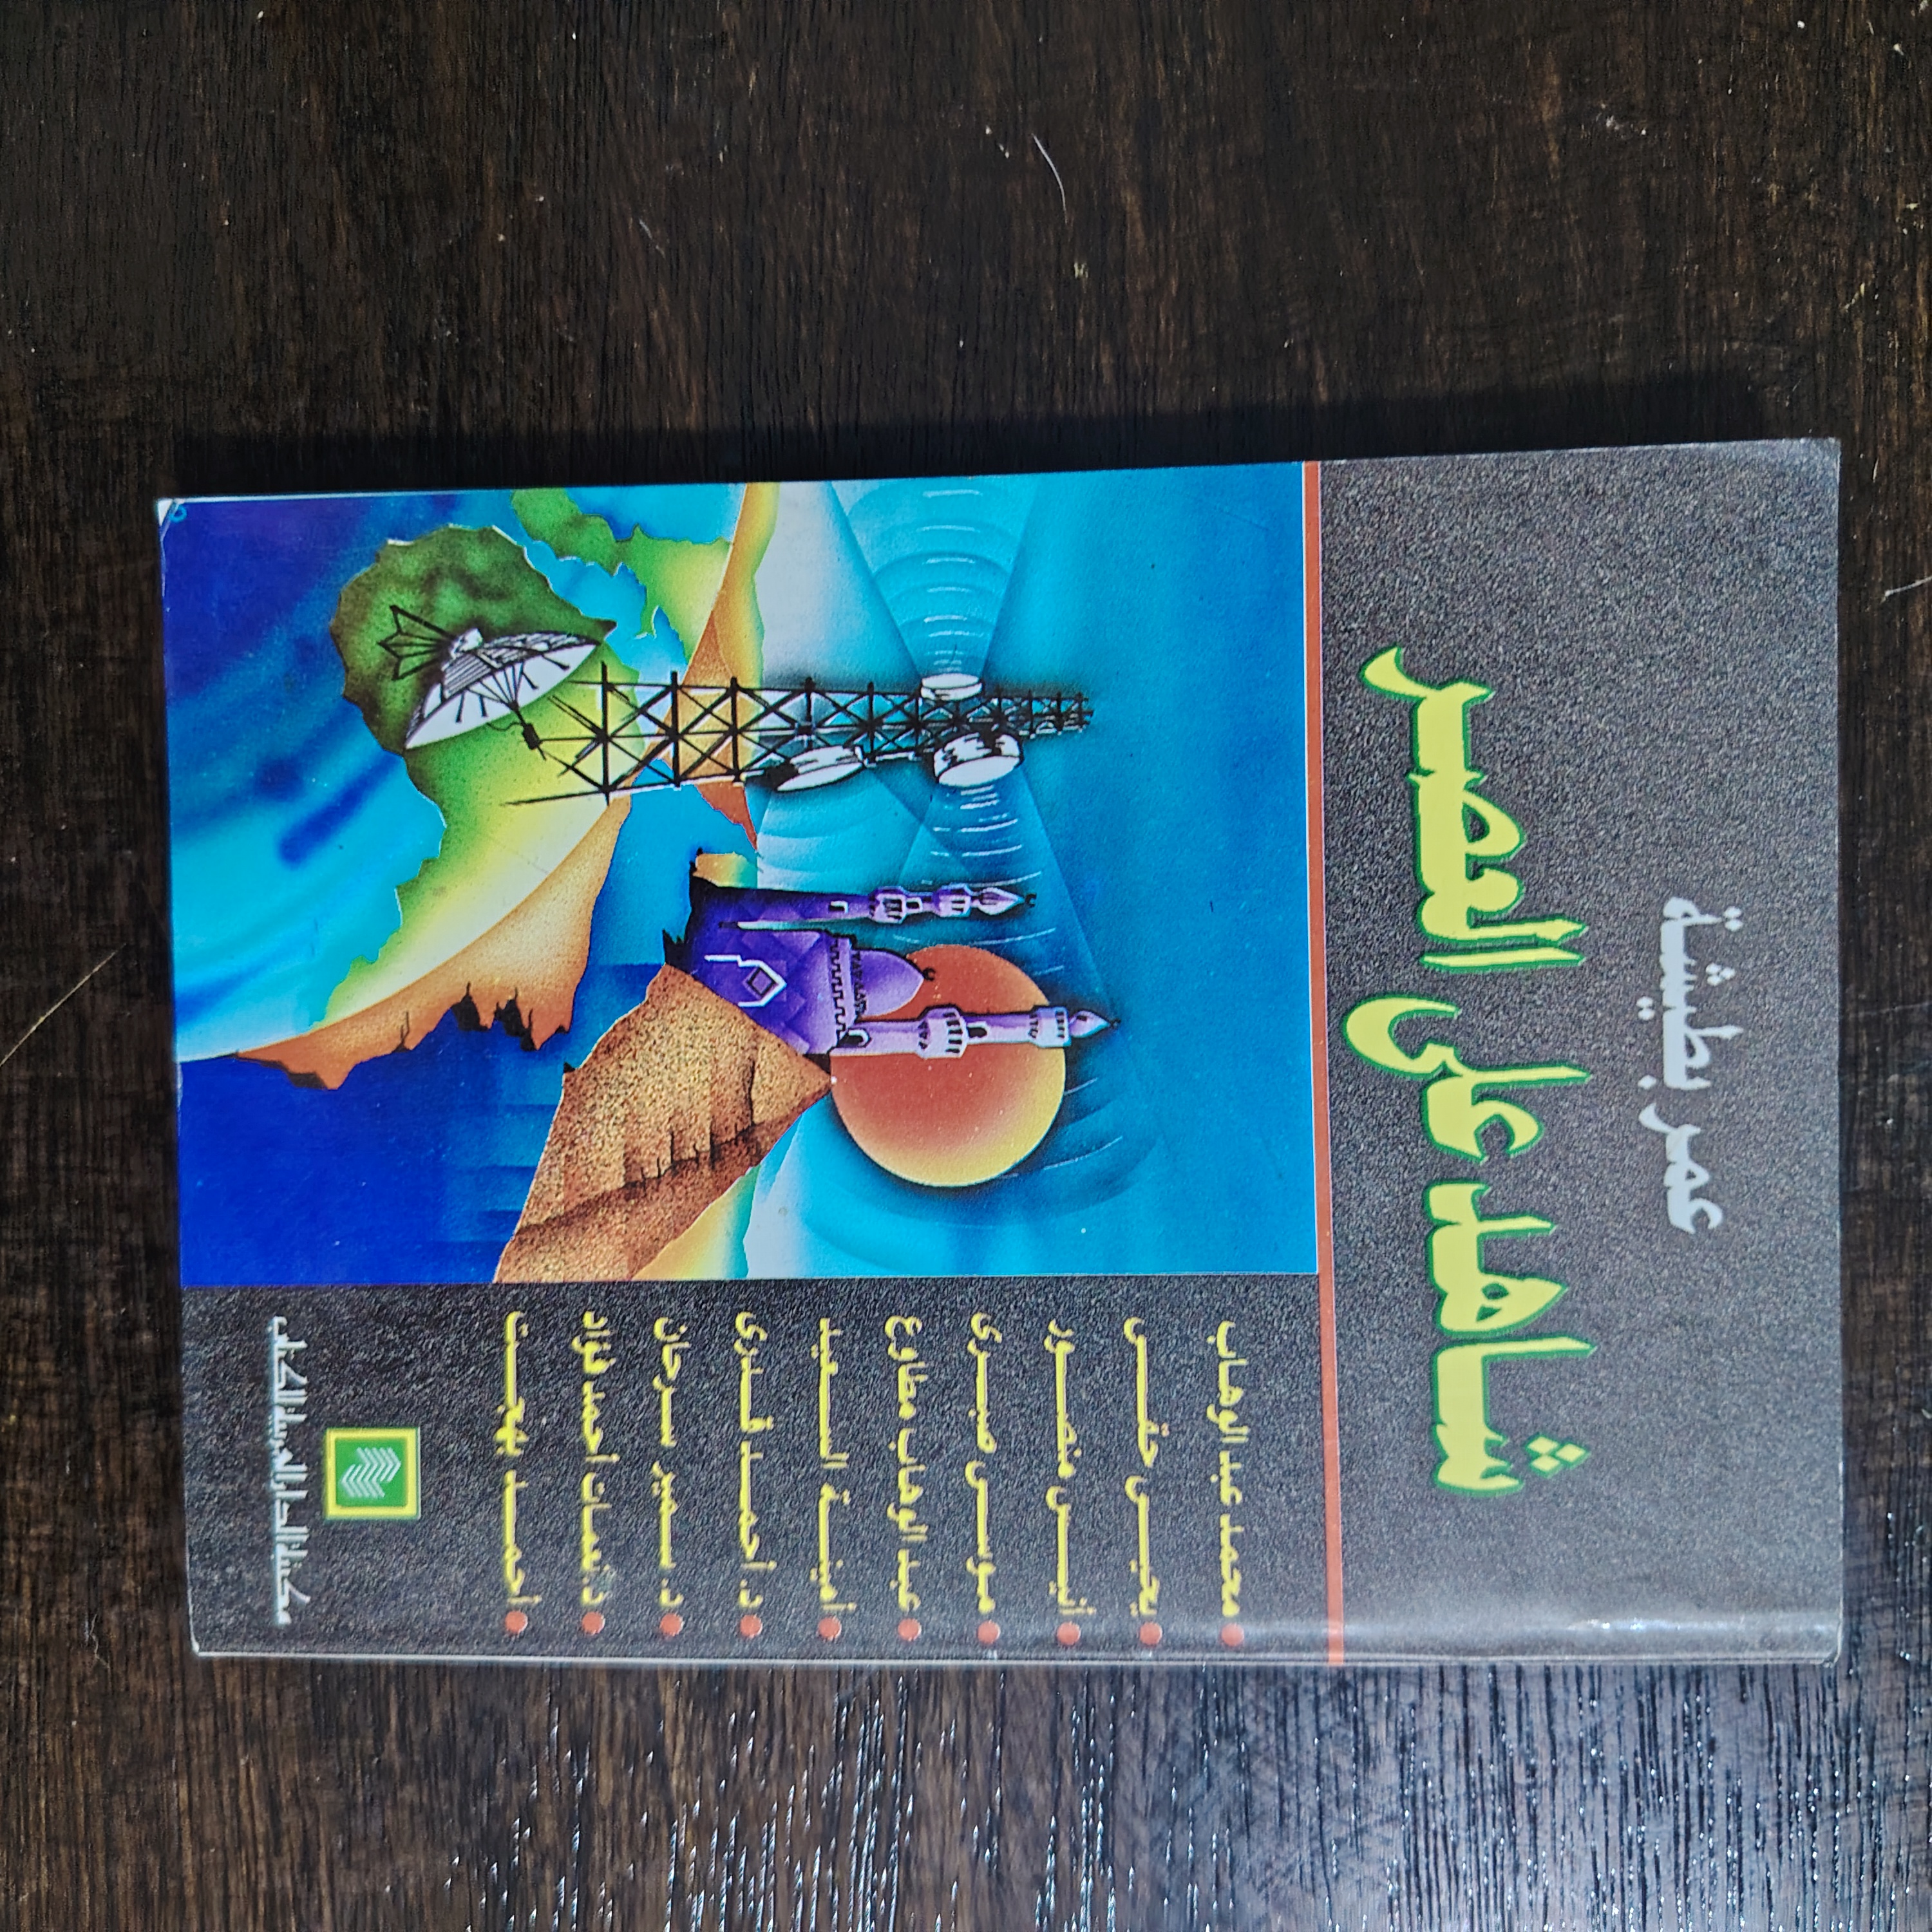 عمر بطيشة
شاهد على العصر
محمد عبد الوهاب
يحيى حقى
أنيس منصور
موسى صبرى
عبد الوهاب مطاوع
أمينة السعيد
د. أحمد قدرى
د. سمير سرحان
د. نعمات أحمد فؤاد
أحمد بهجت
مكتبة الدار العربية للكتاب